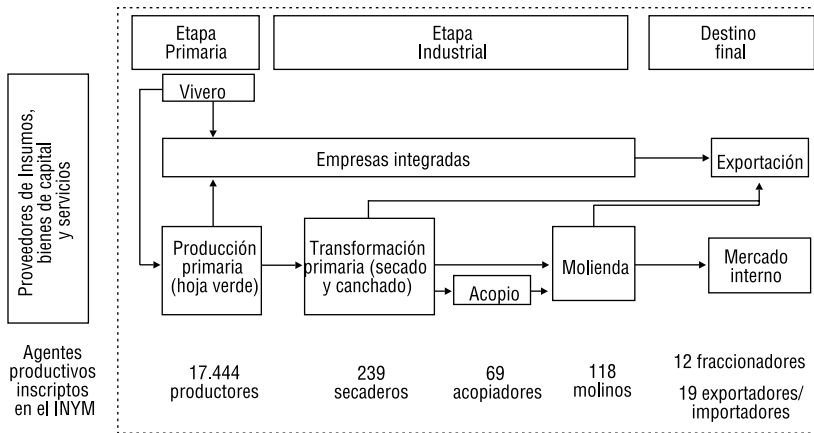 Etapa
Primaria
Etapa
Industrial
Destino
final
Proveedores de Insumos,
bienes de capital
y servicios
Vivero
Empresas integradas
Exportación
Producción
primaria
(hoja verde)
Transformación
primaria (secado
y canchado)
Acopio
Molienda
Mercado
interno
Agentes
productivos
inscriptos
en el INYM
17.444
productores
239
secaderos
69
acopiadores
118
molinos
12 fraccionadores
19 exportadores/
importadores